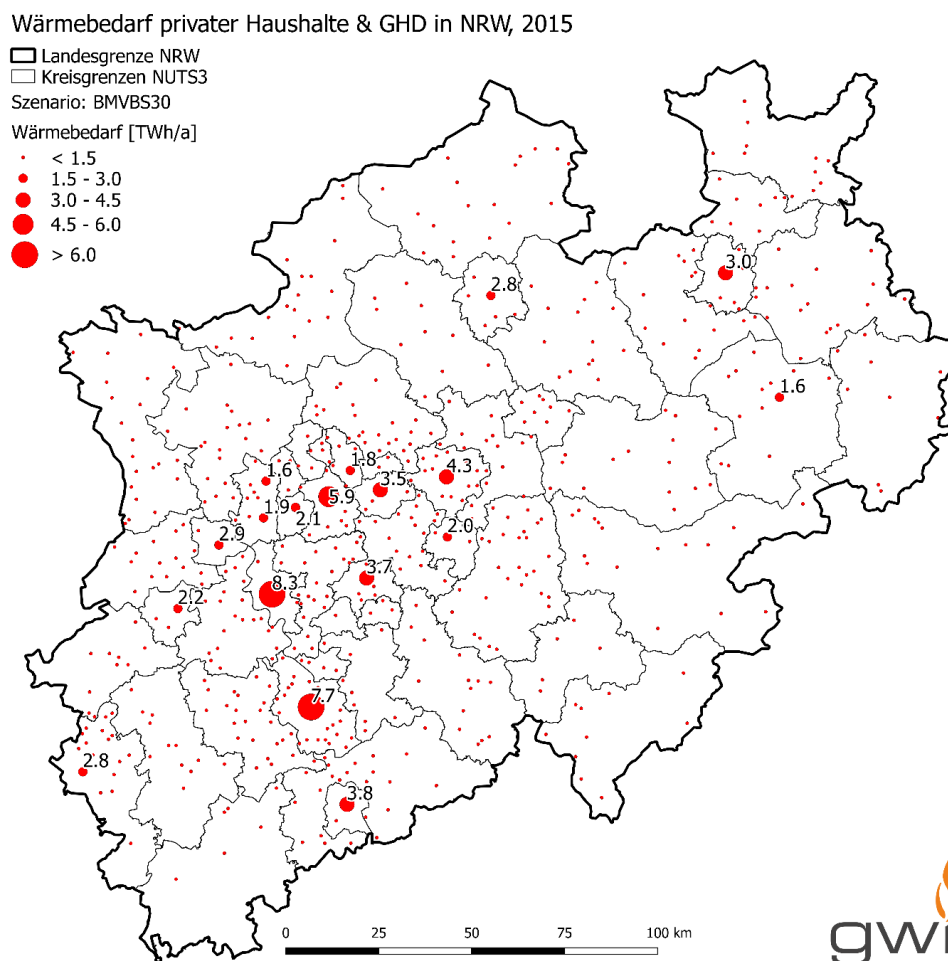 Wärmebedarf privater Haushalte & GHD in NRW, 2015
Landesgrenze NRW
Kreisgrenzen NUTS3
Szenario: BMVBS30
Wärmebedarf [TWh/a]
< 1.5
1.5 - 3.0
3.0 - 4.5
4.5 - 6.0
> 6.0
3.0
2.8
1.6
1.8
4.3
1.6
3.5
5.9
1.9
2.1
2.0
2.9
3.7
8.3
2.2
7.7
2.8
3.8
0 25 50 75 100 km